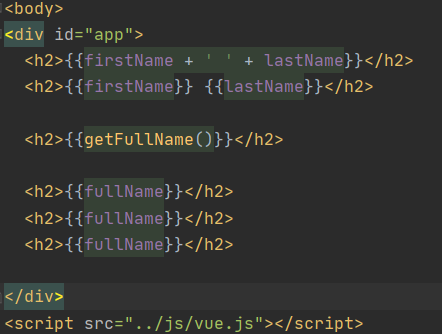 <body>
<div id="app">
<h2>{{firstName + ' ' + lastName}}</h2>
<h2>{{firstName}} {{lastName}}</h2>
<h2>{{getFullName()}}</h2>
<h2>{{fullName}}</h2>
<h2>{{fullName}}</h2>
<h2>{{fullName}}</h2>
</div>
<script src="../js/vue.js"></script>